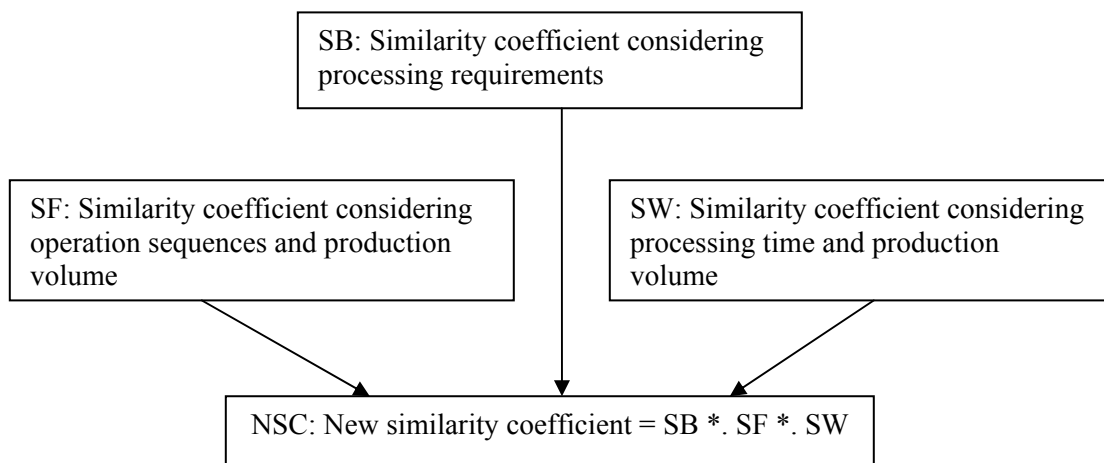 SB: Similarity coefficient considering
processing requirements
SF: Similarity coefficient considering
operation sequences and production
volume
SW: Similarity coefficient considering
processing time and production
volume
NSC: New similarity coefficient = SB *. SF *. SW